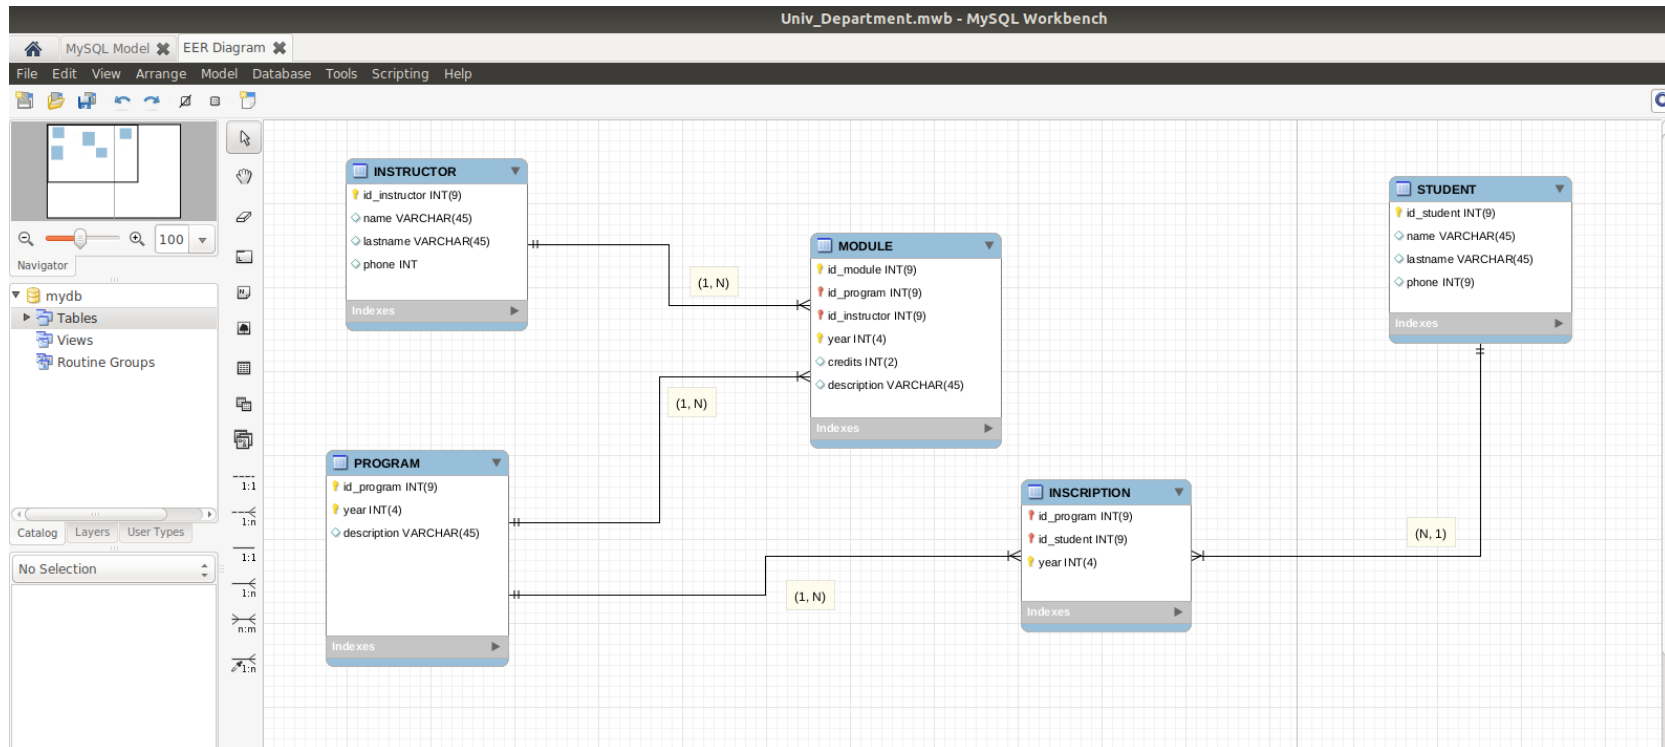 Univ_Department.mwb - MySQL Workbench
MySQL Model
EER Diagram
File Edit View Arrange Model Database Tools Scripting Help
100
Navigator
mydb
Tables
Views
Routine Groups
Catalog Layers User Types
No Selection
1:1
1:n
1:1
1:n
n:m
1:n
INSTRUCTOR
id_instructor INT(9)
name VARCHAR(45)
lastname VARCHAR(45)
phone INT
Indexes
(1, N)
MODULE
id_module INT(9)
id_program INT(9)
id_instructor INT(9)
year INT(4)
credits INT(2)
description VARCHAR(45)
Indexes
STUDENT
id_student INT(9)
name VARCHAR(45)
lastname VARCHAR(45)
phone INT(9)
Indexes
(1, N)
PROGRAM
id_program INT(9)
year INT(4)
description VARCHAR(45)
Indexes
(1, N)
INSCRIPTION
id_program INT(9)
id_student INT(9)
year INT(4)
Indexes
(N, 1)